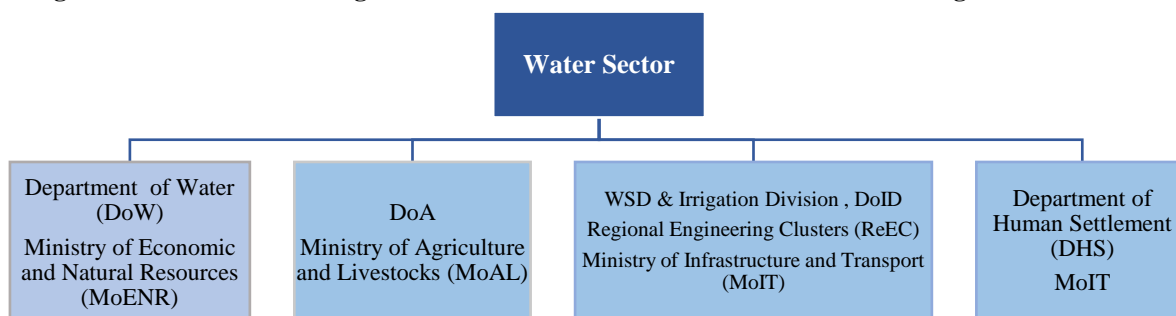 Water Sector
Department of Water
(DoW)
Ministry of Economic
and Natural Resources
(MoENR)
DoA
Ministry of Agriculture
and Livestocks (MoAL)
WSD & Irrigation Division , DoID
Regional Engineering Clusters (ReEC)
Ministry of Infrastructure and Transport
(MoIT)
Department of
Human Settlement
(DHS)
MoIT